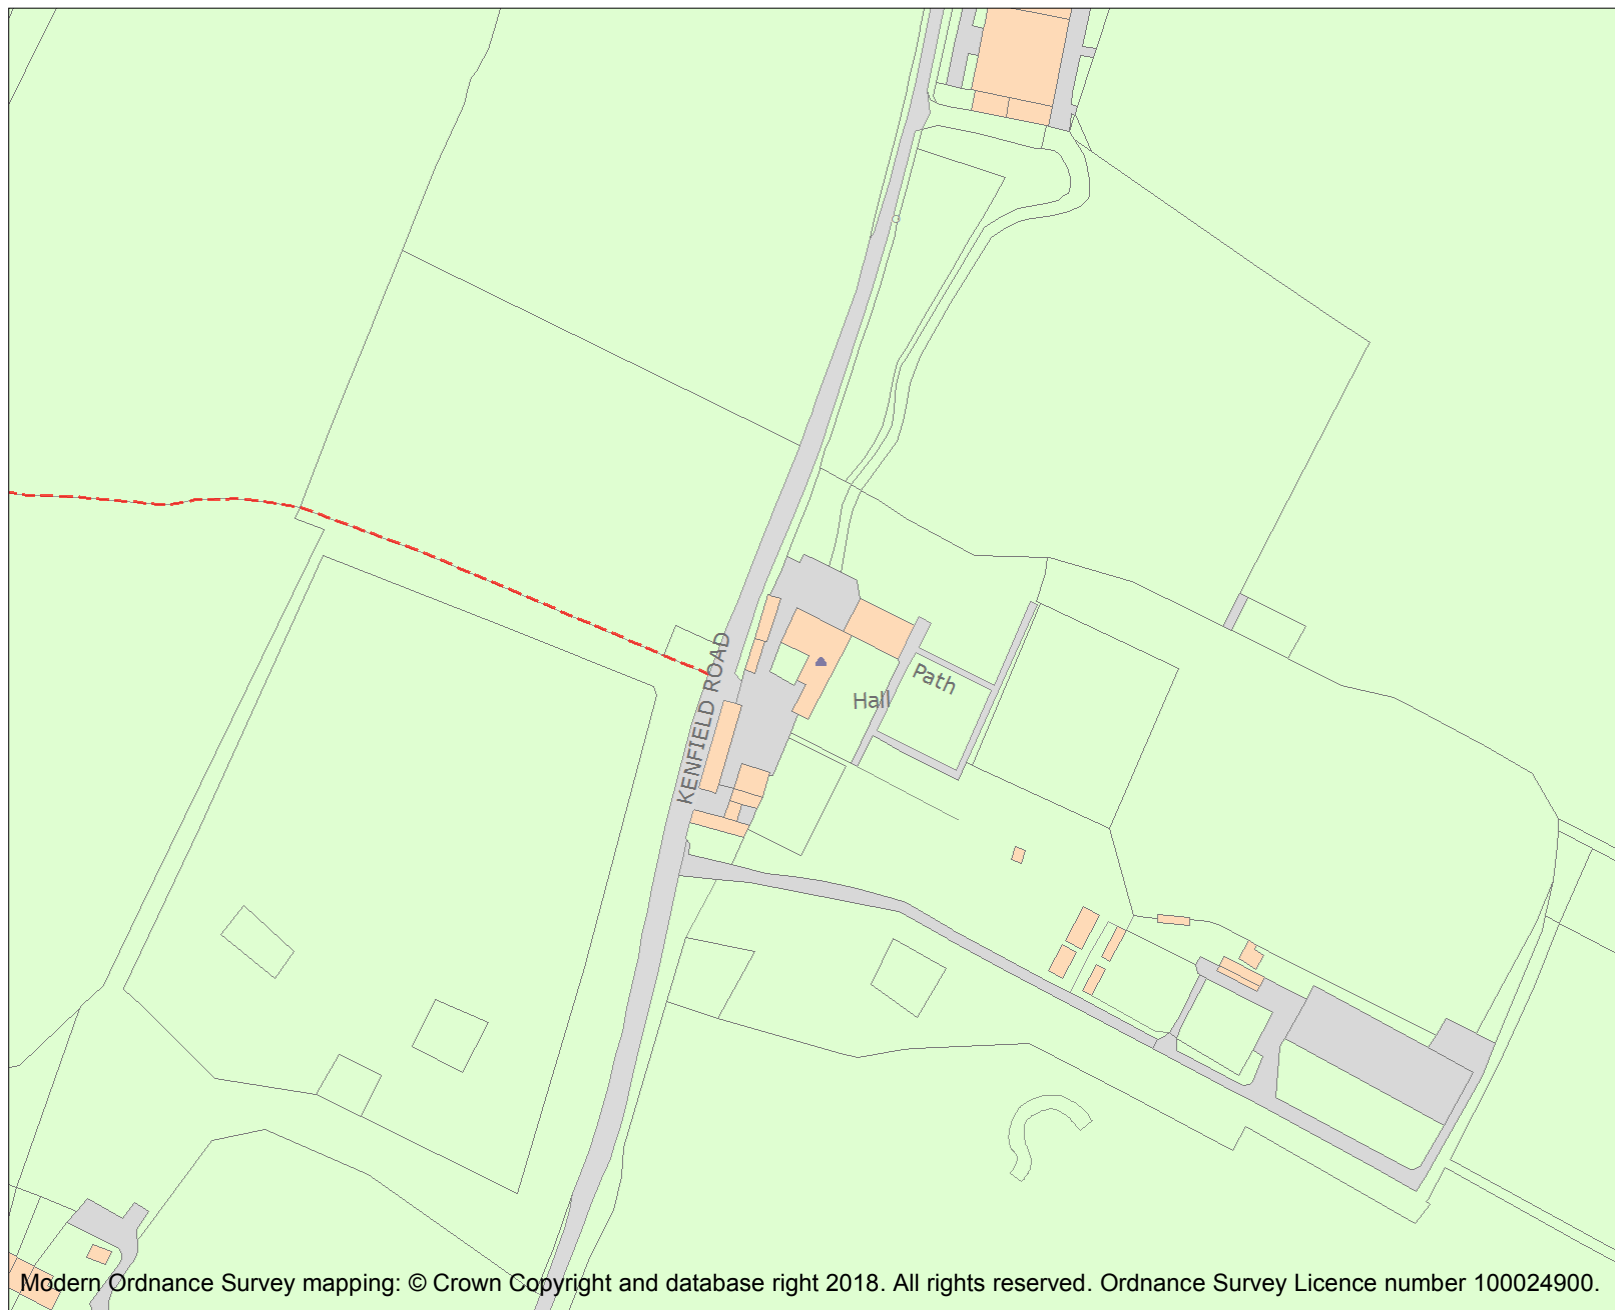 KENFIELD ROAD
Path
Hall
Modern Ordnance Survey mapping: © Crown Copyright and database right 2018. All rights reserved. Ordnance Survey Licence number 100024900.